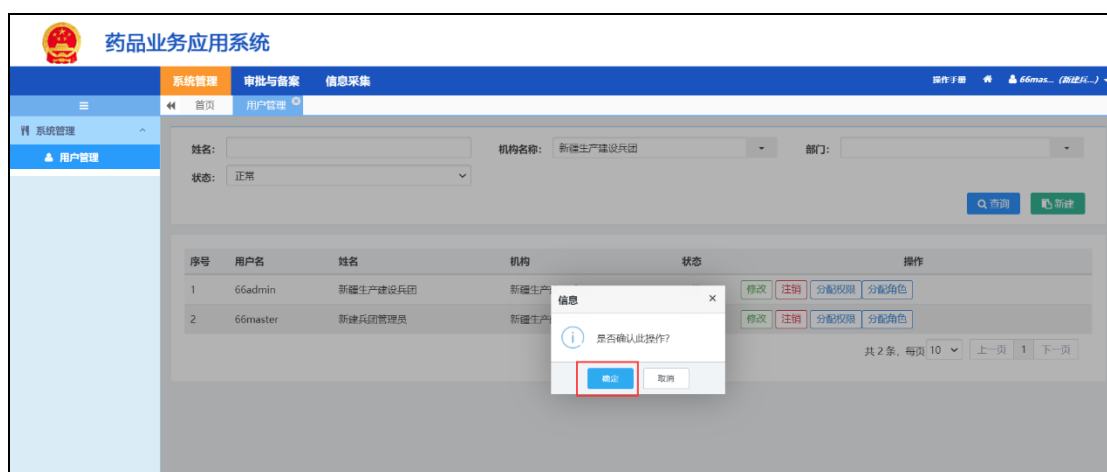 药品业务应用系统
系统管理 审批与备案 信息采集 操作手册 66mas... (新建兵...)
首页 用户管理
系统管理
用户管理
姓名: 机构名称: 新疆生产建设兵团 部门:
状态: 正常
查询 新建
序号 用户名 姓名 机构 状态 操作
1 66admin 新疆生产建设兵团 新疆生产 修改 注销 分配权限 分配角色
2 66master 新建兵团管理员 新疆生产 修改 注销 分配权限 分配角色
信息 ×
是否确认此操作?
确定 取消
共 2 条, 每页 10 上一页 1 下一页